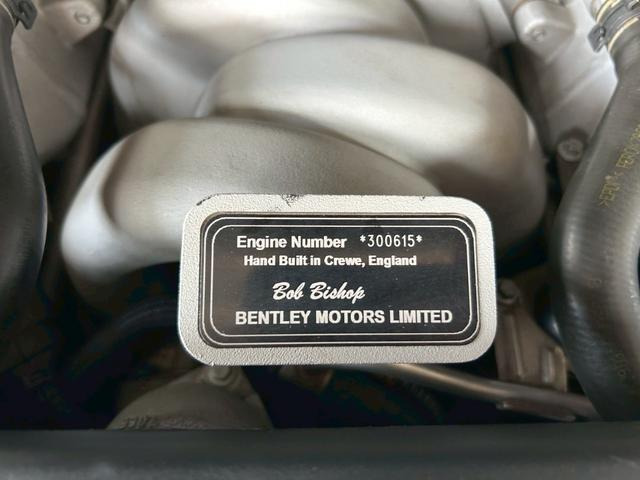 Engine Number *300615*
Hand Built in Crewe, England
Bob Bishop
BENTLEY MOTORS LIMITED